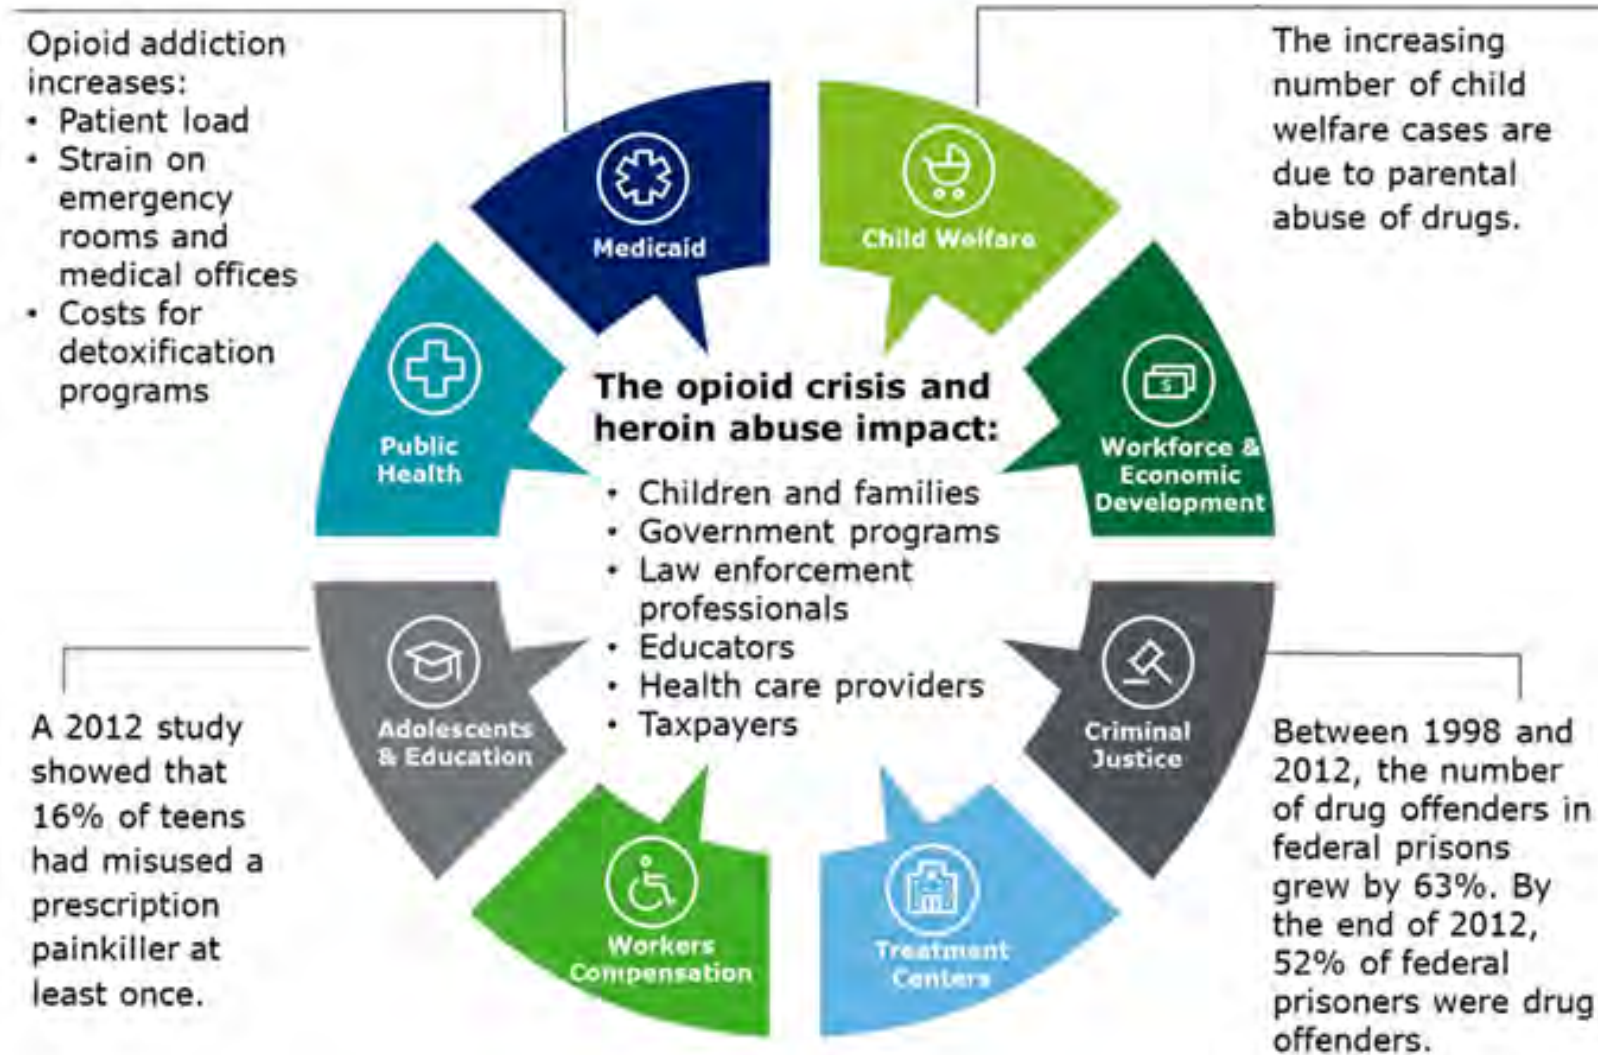 Opioid addiction
increases:
• Patient load
• Strain on
emergency
rooms and
medical offices
• Costs for
detoxification
programs
The increasing
number of child
welfare cases are
due to parental
abuse of drugs.
Medicaid
Child Welfare
Public
Health
Workforce &
Economic
Development
The opioid crisis and
heroin abuse impact:
• Children and families
• Government programs
• Law enforcement
professionals
• Educators
• Health care providers
• Taxpayers
Adolescents
& Education
Criminal
Justice
Workers
Compensation
Treatment
Centers
A 2012 study
showed that
16% of teens
had misused a
prescription
painkiller at
least once.
Between 1998 and
2012, the number
of drug offenders in
federal prisons
grew by 63%. By
the end of 2012,
52% of federal
prisoners were drug
offenders.